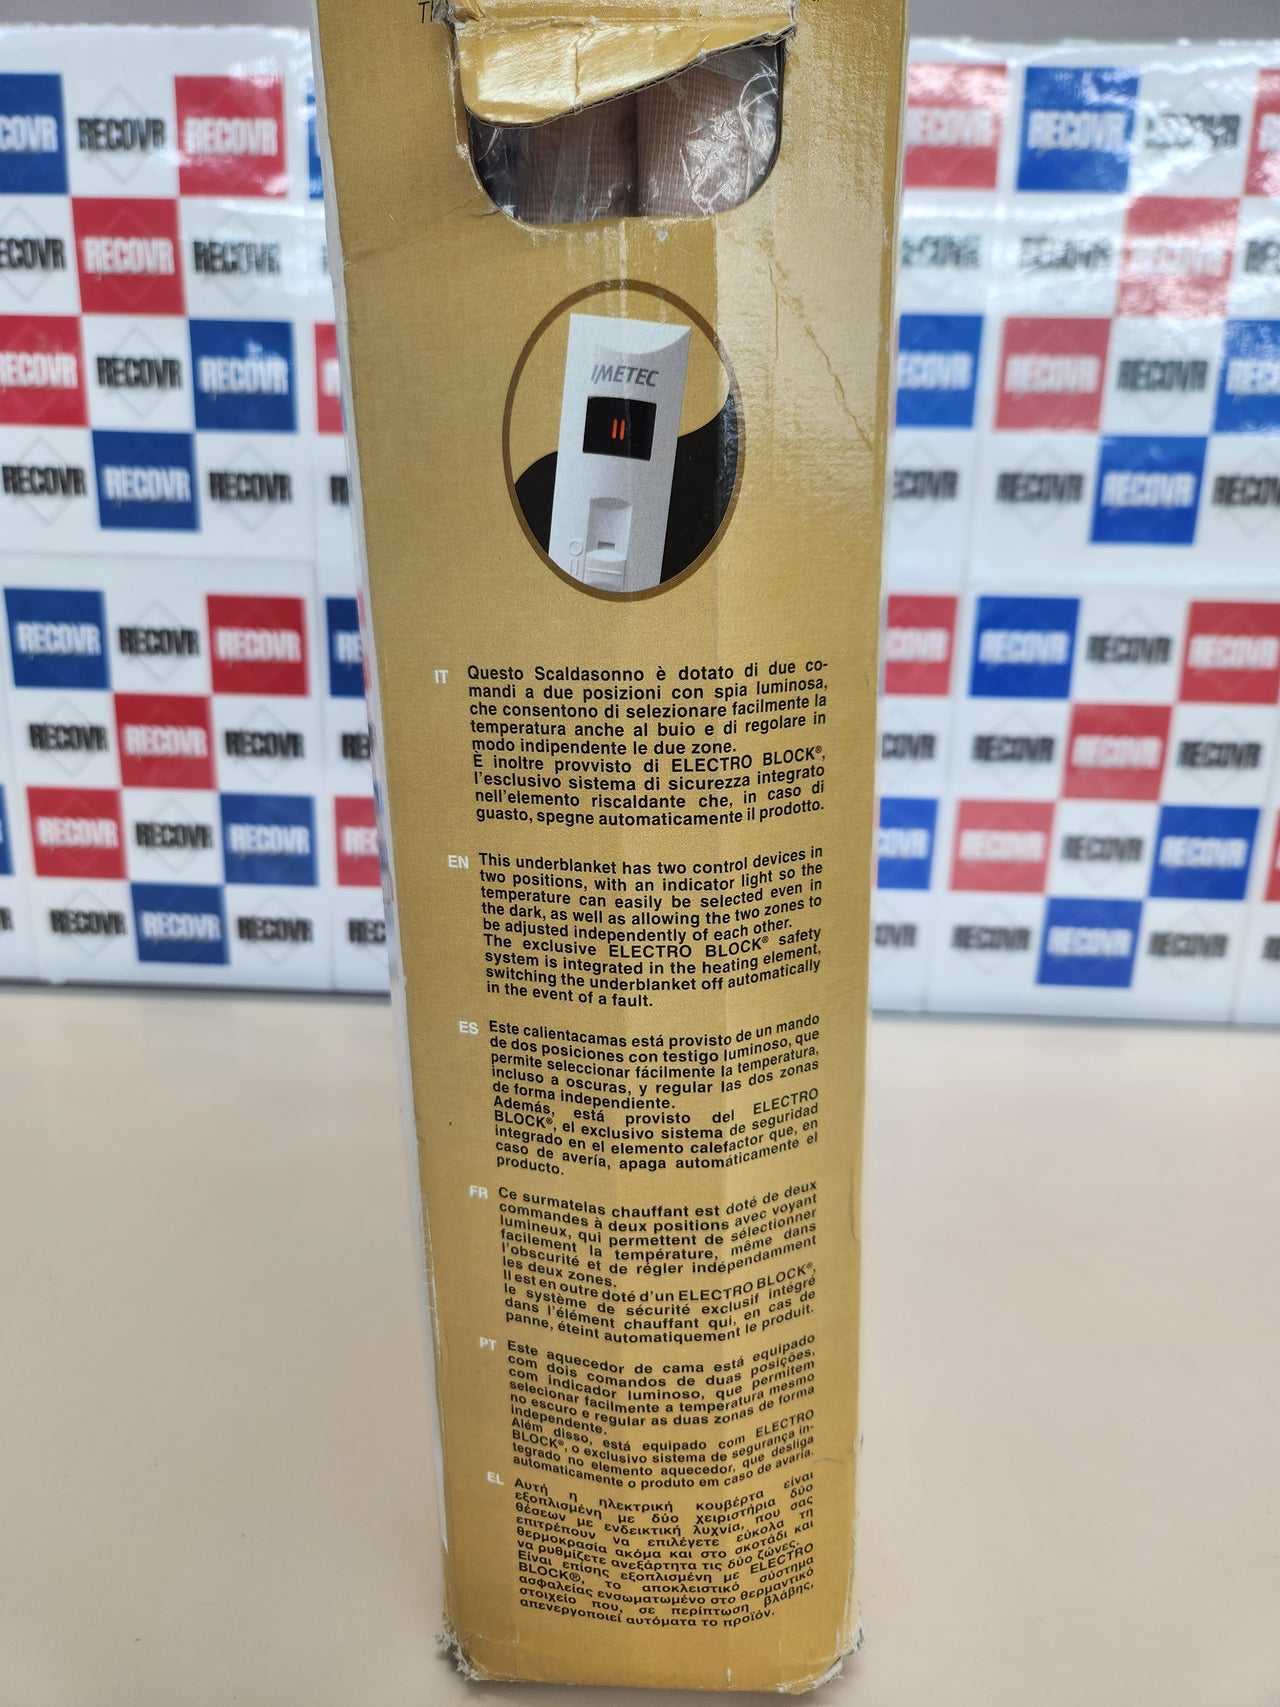 IMETEC
IT
Questo Scaldasonno è dotato di due co-
mandi a due posizioni con spia luminosa,
che consentono di selezionare facilmente la
temperatura anche al buio e di regolare in
modo indipendente le due zone.
È inoltre provvisto di ELECTRO BLOCK®,
l'esclusivo sistema di sicurezza integrato
nell'elemento riscaldante che, in caso di
guasto, spegne automaticamente il prodotto.
EN
This underblanket has two control devices in
two positions, with an indicator light so the
temperature can easily be selected even in
the dark, as well as allowing the two zones to
be adjusted independently of each other.
The exclusive ELECTRO BLOCK® safety
system is integrated in the heating element,
switching the underblanket off automatically
in the event of a fault.
ES
Este calientacamas está provisto de un mando
de dos posiciones con testigo luminoso, que
permite seleccionar fácilmente la temperatura,
incluso a oscuras, y regular las dos zonas
de forma independiente.
Además, está provisto del ELECTRO
BLOCK®, el exclusivo sistema de seguridad
integrado en el elemento calefactor que, en
caso de avería, apaga automáticamente el
producto.
FR
Ce surmatelas chauffant est doté de deux
commandes à deux positions avec voyant
lumineux, qui permettent de sélectionner
facilement la température, même dans
l'obscurité et de régler indépendamment
les deux zones.
Il est en outre doté d'un ELECTRO BLOCK®,
le système de sécurité exclusif intégré
dans l'élément chauffant qui, en cas de
panne, éteint automatiquement le produit.
PT
Este aquecedor de cama está equipado
com dois comandos de duas posições,
com indicador luminoso, que permitem
selecionar facilmente a temperatura mesmo
no escuro e regular as duas zonas de forma
independente.
Além disso, está equipado com ELECTRO
BLOCK®, o exclusivo sistema de segurança in-
tegrado no elemento aquecedor, que desliga
automaticamente o produto em caso de avaria.
EL
Αυτή η ηλεκτρική κουβέρτα είναι
εξοπλισμένη με δύο χειριστήρια δύο
θέσεων με ενδεικτική λυχνία, που σας
επιτρέπουν να επιλέγετε εύκολα τη
θερμοκρασία ακόμα και στο σκοτάδι και
να ρυθμίζετε ανεξάρτητα τις δύο ζώνες.
Είναι επίσης εξοπλισμένη με ELECTRO
BLOCK®, το αποκλειστικό σύστημα
ασφαλείας ενσωματωμένο στο θερμαντικό
στοιχείο που, σε περίπτωση βλάβης,
απενεργοποιεί αυτόματα το προϊόν.
RECOVR RECOVR RECOVR